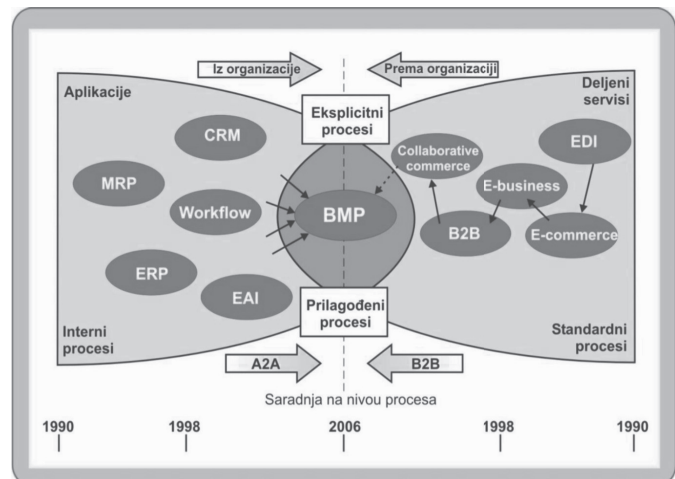 Iz organizacije
Prema organizaciji
Aplikacije
Deljeni
servisi
Eksplicitni
procesi
CRM
Collaborative
commerce
EDI
MRP
E-business
Workflow
BMP
B2B
E-commerce
ERP
EAI
Prilagođeni
procesi
Interni
procesi
Standardni
procesi
A2A
B2B
Saradnja na nivou procesa
1990
1998
2006
1998
1990